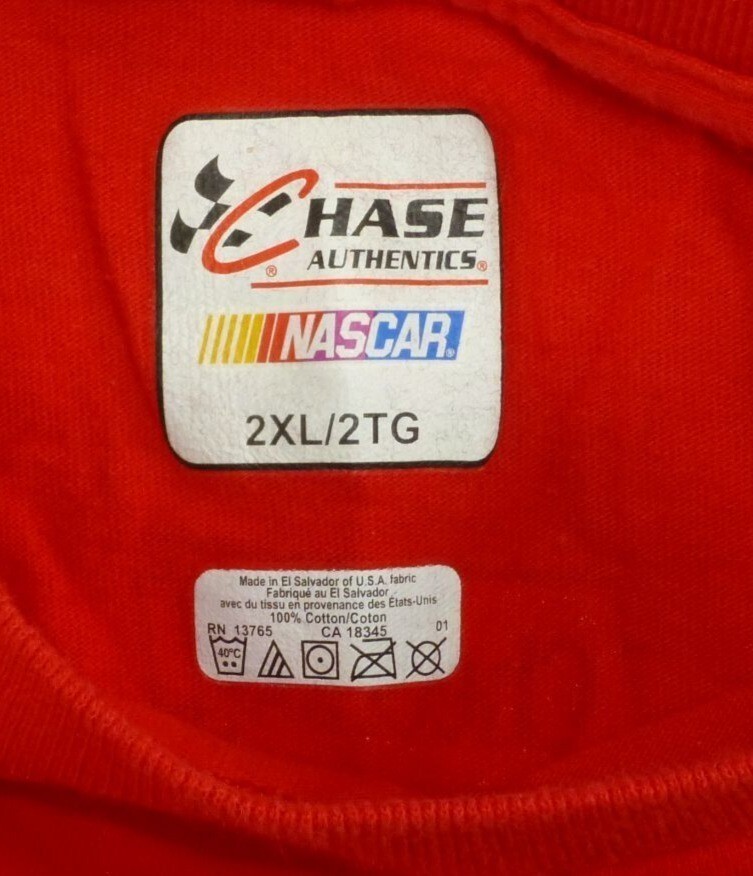 CHASE
AUTHENTICS®
®
NASCAR®
2XL/2TG
Made in El Salvador of U.S.A. fabric
Fabriqué au El Salvador
avec du tissu en provenance des États-Unis
100% Cotton/Coton
RN 13765 CA 18345 01
40°C